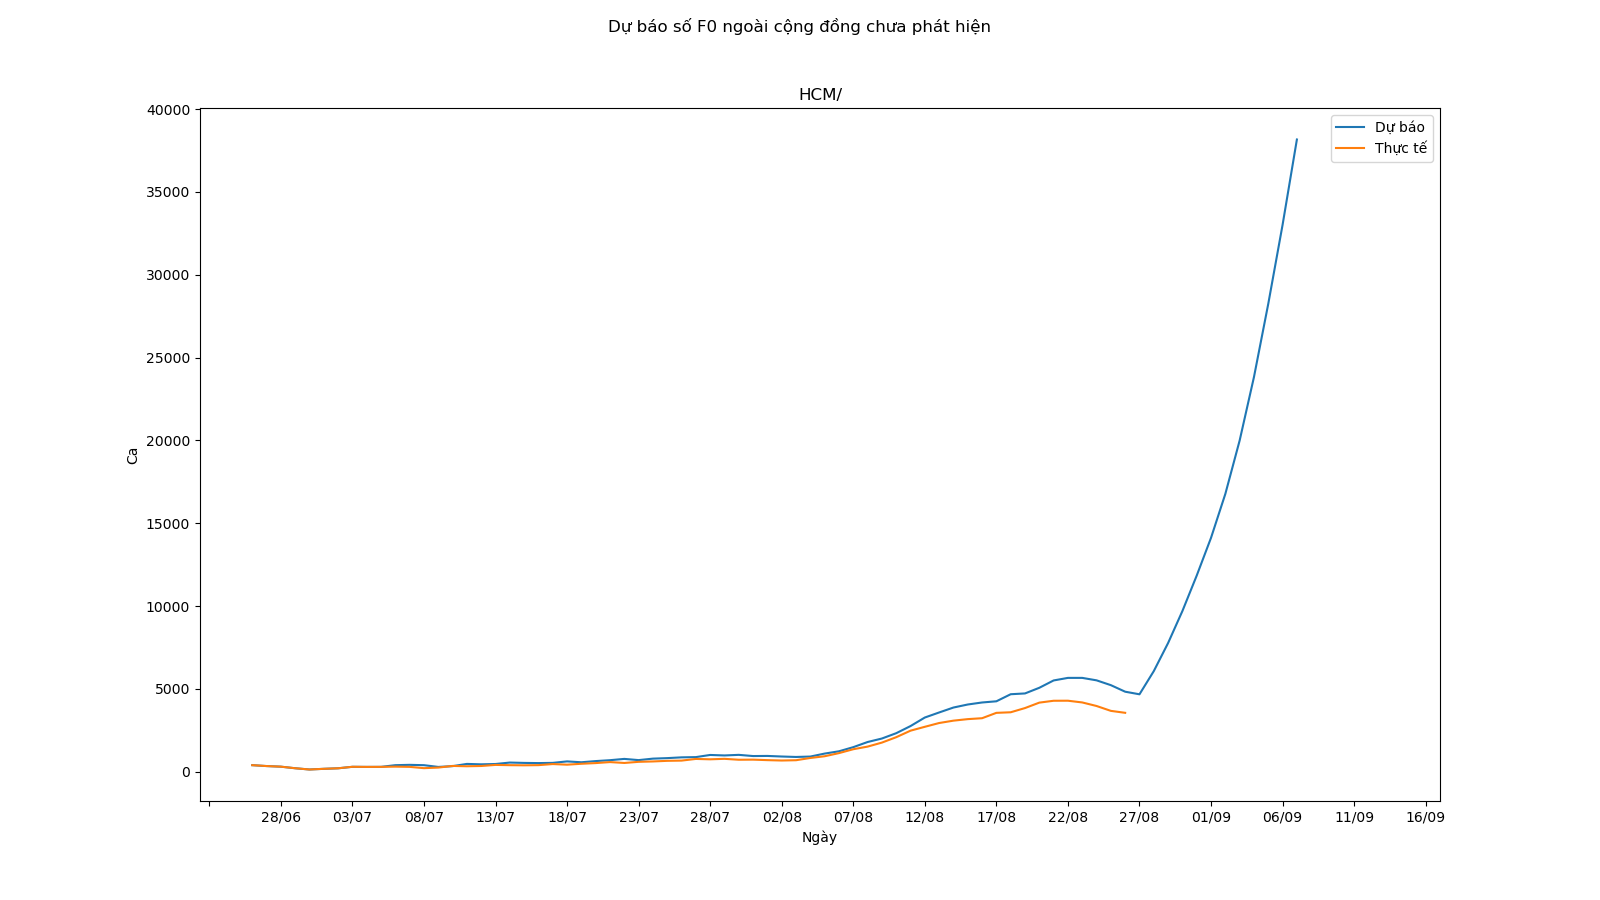 Dự báo số F0 ngoài cộng đồng chưa phát hiện
HCM/
Dự báo
Thực tế
Ca
40000
35000
30000
25000
20000
15000
10000
5000
0
28/06 03/07 08/07 13/07 18/07 23/07 28/07 02/08 07/08 12/08 17/08 22/08 27/08 01/09 06/09 11/09 16/09
Ngày